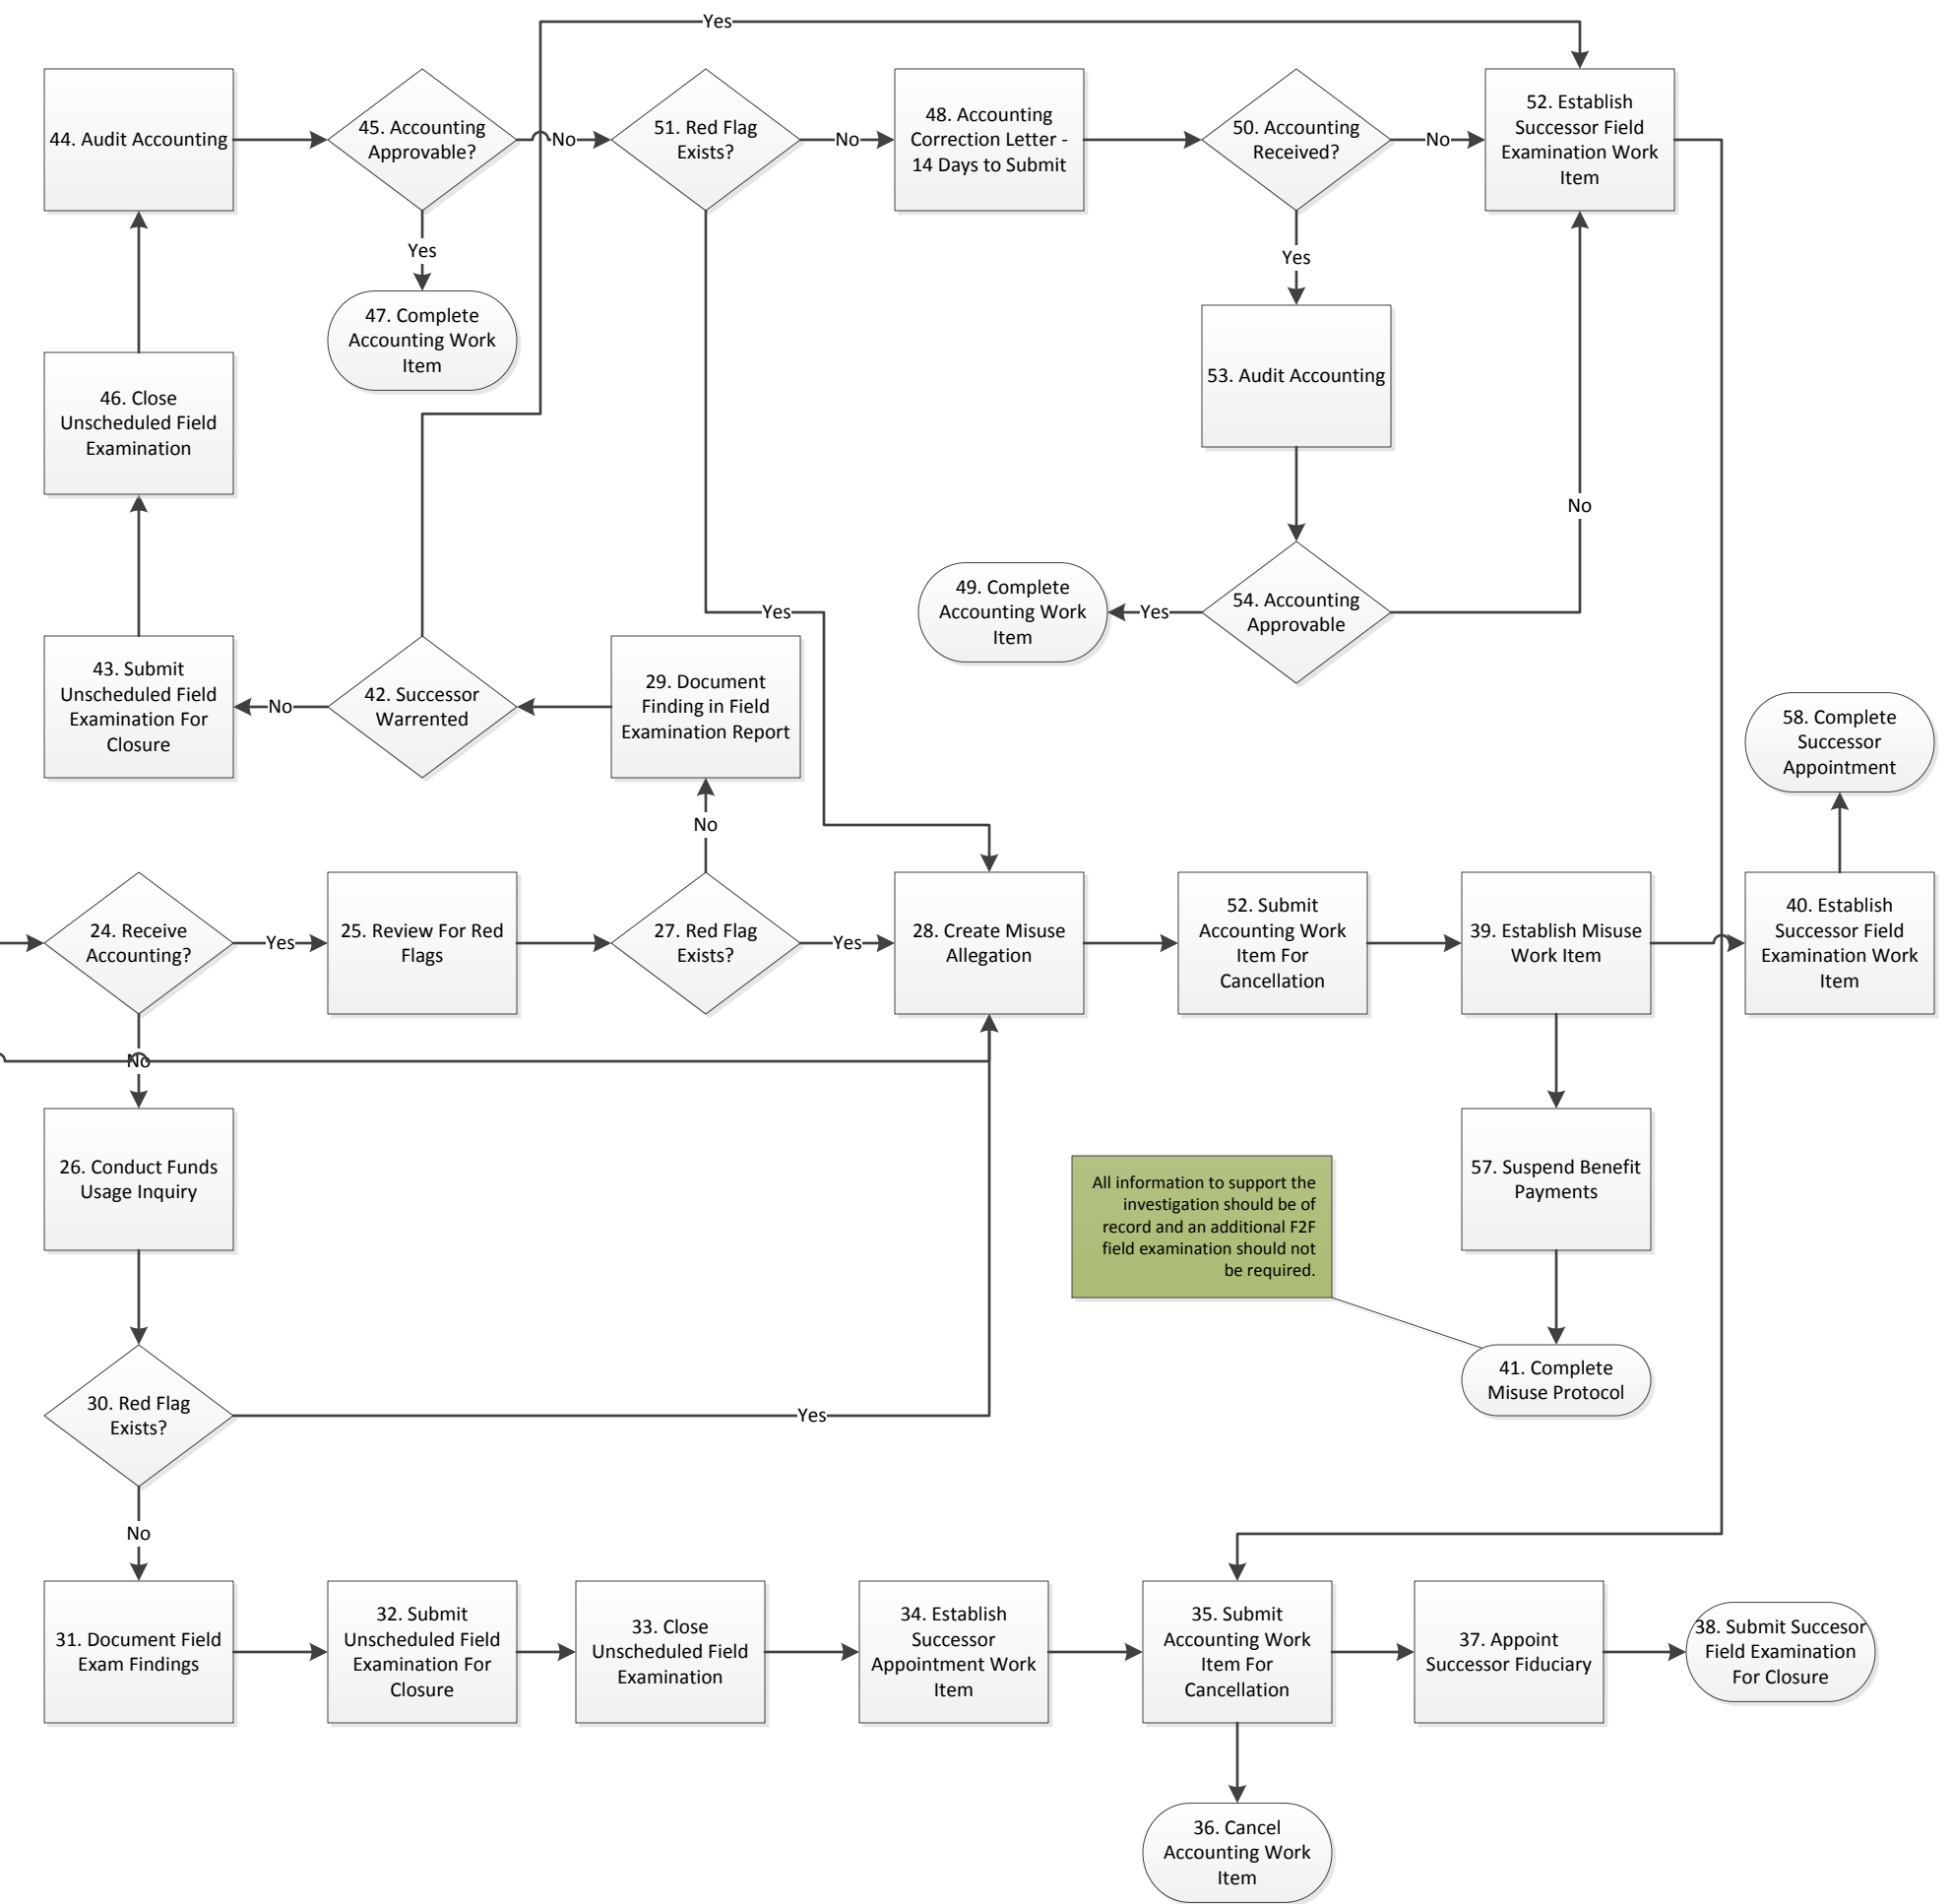 Yes
44. Audit Accounting
45. Accounting
Approvable?
No
51. Red Flag
Exists?
No
48. Accounting
Correction Letter -
14 Days to Submit
50. Accounting
Received?
No
52. Establish
Successor Field
Examination Work
Item
Yes
47. Complete
Accounting Work
Item
Yes
53. Audit Accounting
46. Close
Unscheduled Field
Examination
No
49. Complete
Accounting Work
Item
Yes
54. Accounting
Approvable
Yes
43. Submit
Unscheduled Field
Examination For
Closure
No
42. Successor
Warrented
29. Document
Finding in Field
Examination Report
58. Complete
Successor
Appointment
No
24. Receive
Accounting?
Yes
25. Review For Red
Flags
27. Red Flag
Exists?
Yes
28. Create Misuse
Allegation
52. Submit
Accounting Work
Item For
Cancellation
39. Establish Misuse
Work Item
40. Establish
Successor Field
Examination Work
Item
No
26. Conduct Funds
Usage Inquiry
All information to support the
investigation should be of
record and an additional F2F
field examination should not
be required.
57. Suspend Benefit
Payments
30. Red Flag
Exists?
Yes
41. Complete
Misuse Protocol
No
31. Document Field
Exam Findings
32. Submit
Unscheduled Field
Examination For
Closure
33. Close
Unscheduled Field
Examination
34. Establish
Successor
Appointment Work
Item
35. Submit
Accounting Work
Item For
Cancellation
37. Appoint
Successor Fiduciary
38. Submit Succesor
Field Examination
For Closure
36. Cancel
Accounting Work
Item